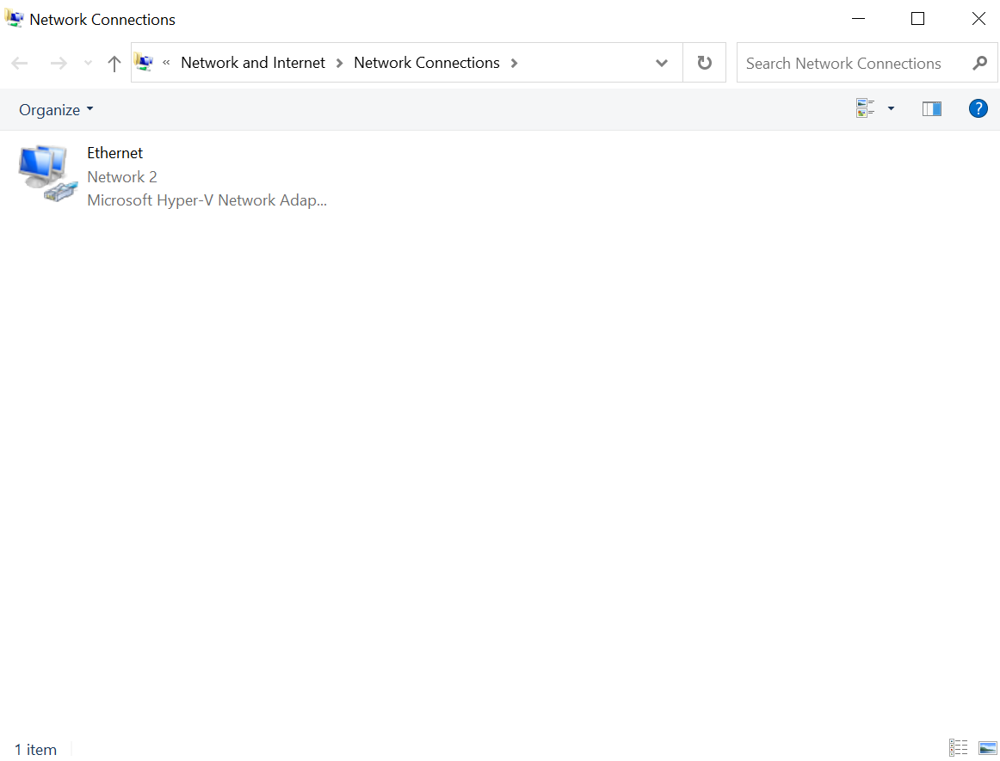 Network Connections
« Network and Internet > Network Connections >
Search Network Connections
Organize
?
Ethernet
Network 2
Microsoft Hyper-V Network Adap...
1 item